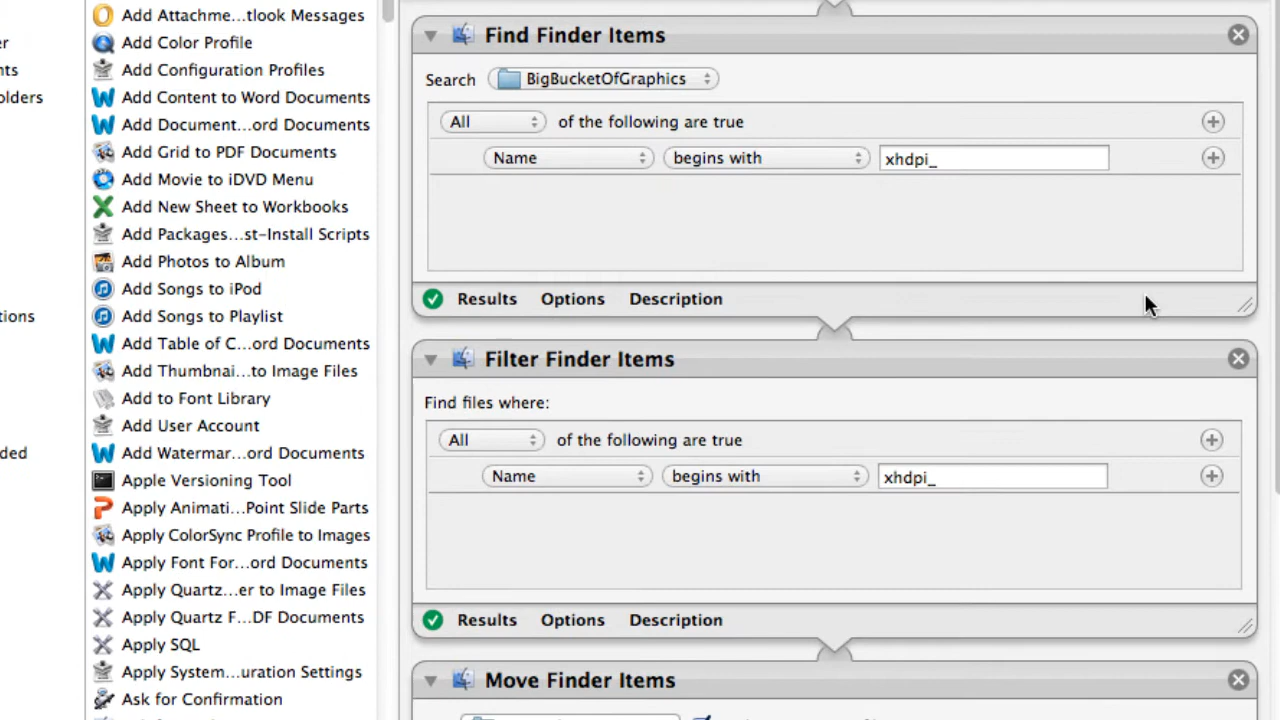 er
nts
olders
tions
ded
Add Attachme...tlook Messages
Add Color Profile
Add Configuration Profiles
Add Content to Word Documents
Add Document...ord Documents
Add Grid to PDF Documents
Add Movie to iDVD Menu
Add New Sheet to Workbooks
Add Packages...st-Install Scripts
Add Photos to Album
Add Songs to iPod
Add Songs to Playlist
Add Table of C...ord Documents
Add Thumbnai...to Image Files
Add to Font Library
Add User Account
Add Watermar...ord Documents
Apple Versioning Tool
Apply Animati...Point Slide Parts
Apply ColorSync Profile to Images
Apply Font For...ord Documents
Apply Quartz...er to Image Files
Apply Quartz F...DF Documents
Apply SQL
Apply System...uration Settings
Ask for Confirmation
Find Finder Items
Search BigBucketOfGraphics
All of the following are true
Name begins with xhdpi_
Results Options Description
Filter Finder Items
Find files where:
All of the following are true
Name begins with xhdpi_
Results Options Description
Move Finder Items